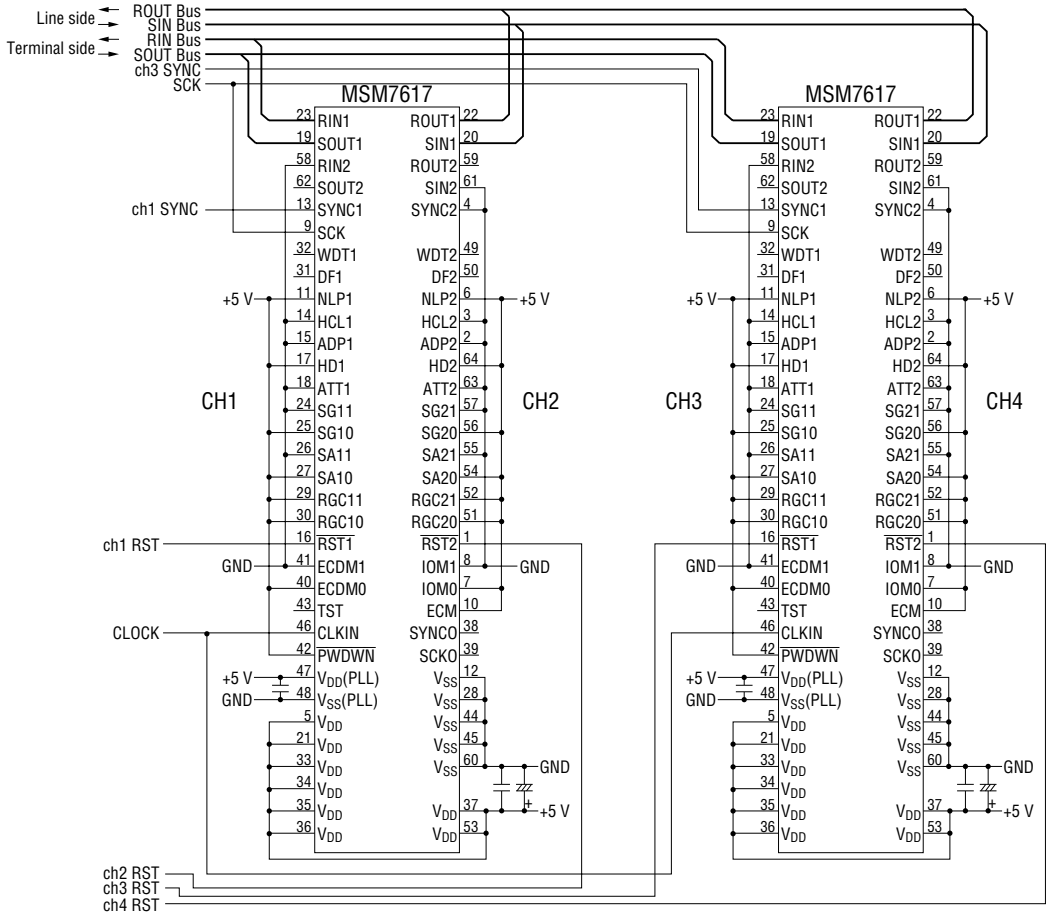 ROUT Bus
Line side SIN Bus
RIN Bus
Terminal side SOUT Bus
ch3 SYNC
SCK
MSM7617
23 RIN1 ROUT1 22
19 SOUT1 SIN1 20
58 RIN2 ROUT2 59
62 SOUT2 SIN2 61
ch1 SYNC 13 SYNC1 SYNC2 4
9 SCK
32 WDT1 WDT2 49
31 DF1 DF2 50
+5 V 11 NLP1 NLP2 6 +5 V
14 HCL1 HCL2 3
15 ADP1 ADP2 2
17 HD1 HD2 64
18 ATT1 ATT2 63
CH1 CH2
24 SG11 SG21 57
25 SG10 SG20 56
26 SA11 SA21 55
27 SA10 SA20 54
29 RGC11 RGC21 52
30 RGC10 RGC20 51
ch1 RST 16 RST1 RST2 1
GND 41 ECDM1 IOM1 8 GND
40 ECDM0 IOM0 7
43 TST ECM 10
CLOCK 46 CLKIN SYNCO 38
42 PWDWN SCKO 39
+5 V 47 VDD(PLL) VSS 12
GND 48 VSS(PLL) VSS 28
5 VDD VSS 44
21 VDD VSS 45
33 VDD VSS 60 GND
34 VDD
35 VDD VDD 37 + +5 V
36 VDD VDD 53
MSM7617
23 RIN1 ROUT1 22
19 SOUT1 SIN1 20
58 RIN2 ROUT2 59
62 SOUT2 SIN2 61
13 SYNC1 SYNC2 4
9 SCK
32 WDT1 WDT2 49
31 DF1 DF2 50
+5 V 11 NLP1 NLP2 6 +5 V
14 HCL1 HCL2 3
15 ADP1 ADP2 2
17 HD1 HD2 64
18 ATT1 ATT2 63
CH3 CH4
24 SG11 SG21 57
25 SG10 SG20 56
26 SA11 SA21 55
27 SA10 SA20 54
29 RGC11 RGC21 52
30 RGC10 RGC20 51
16 RST1 RST2 1
GND 41 ECDM1 IOM1 8 GND
40 ECDM0 IOM0 7
43 TST ECM 10
46 CLKIN SYNCO 38
42 PWDWN SCKO 39
+5 V 47 VDD(PLL) VSS 12
GND 48 VSS(PLL) VSS 28
5 VDD VSS 44
21 VDD VSS 45
33 VDD VSS 60 GND
34 VDD
35 VDD VDD 37 + +5 V
36 VDD VDD 53
ch2 RST
ch3 RST
ch4 RST